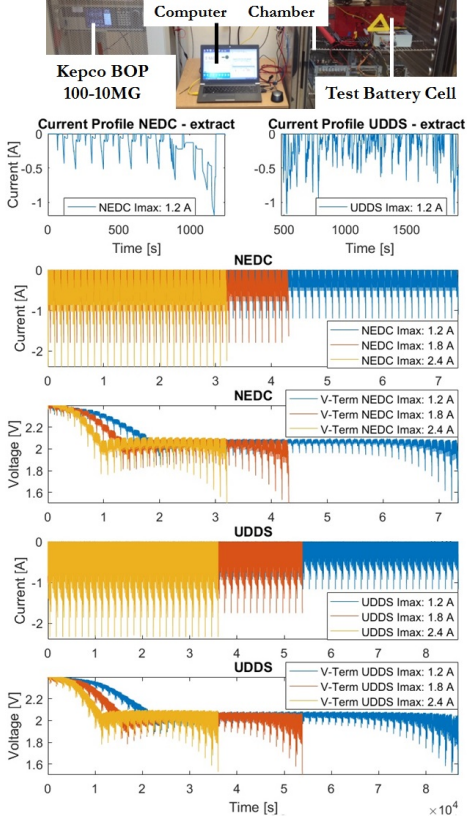 Computer Chamber
Kepco BOP
100-10MG
Test Battery Cell
Current Profile NEDC - extract
Current [A]
0
-0.5
-1
NEDC Imax: 1.2 A
0 500 1000
Time [s]
Current Profile UDDS - extract
0
-0.5
-1
UDDS Imax: 1.2 A
500 1000 1500
Time [s]
NEDC
Current [A]
0
-1
-2
NEDC Imax: 1.2 A
NEDC Imax: 1.8 A
NEDC Imax: 2.4 A
0 1 2 3 4 5 6 7
NEDC
Voltage [V]
2.2
2
1.8
1.6
V-Term NEDC Imax: 1.2 A
V-Term NEDC Imax: 1.8 A
V-Term NEDC Imax: 2.4 A
0 1 2 3 4 5 6 7
UDDS
Current [A]
0
-1
-2
UDDS Imax: 1.2 A
UDDS Imax: 1.8 A
UDDS Imax: 2.4 A
0 1 2 3 4 5 6 7 8
UDDS
Voltage [V]
2.2
2
1.8
1.6
V-Term UDDS Imax: 1.2 A
V-Term UDDS Imax: 1.8 A
V-Term UDDS Imax: 2.4 A
0 1 2 3 4 5 6 7 8
Time [s]
×10⁴